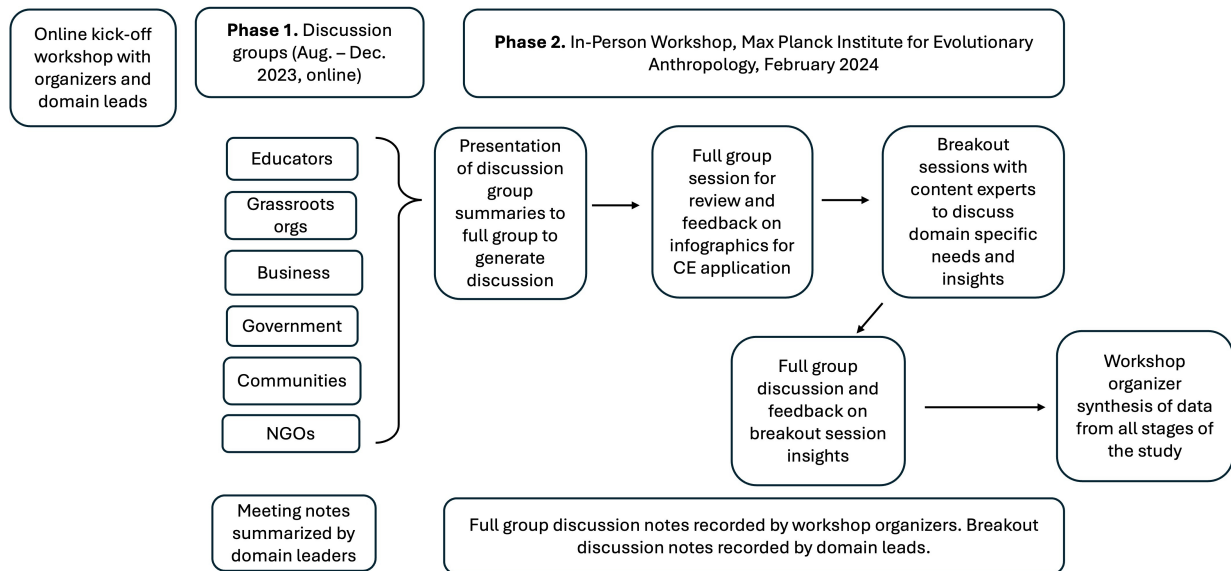 Online kick-off
workshop with
organizers and
domain leads
Phase 1. Discussion
groups (Aug. – Dec.
2023, online)
Phase 2. In-Person Workshop, Max Planck Institute for Evolutionary
Anthropology, February 2024
Educators
Grassroots
orgs
Business
Government
Communities
NGOs
Presentation
of discussion
group
summaries to
full group to
generate
discussion
Full group
session for
review and
feedback on
infographics for
CE application
Breakout
sessions with
content experts
to discuss
domain specific
needs and
insights
Full group
discussion and
feedback on
breakout session
insights
Workshop
organizer
synthesis of data
from all stages of
the study
Meeting notes
summarized by
domain leaders
Full group discussion notes recorded by workshop organizers. Breakout
discussion notes recorded by domain leads.